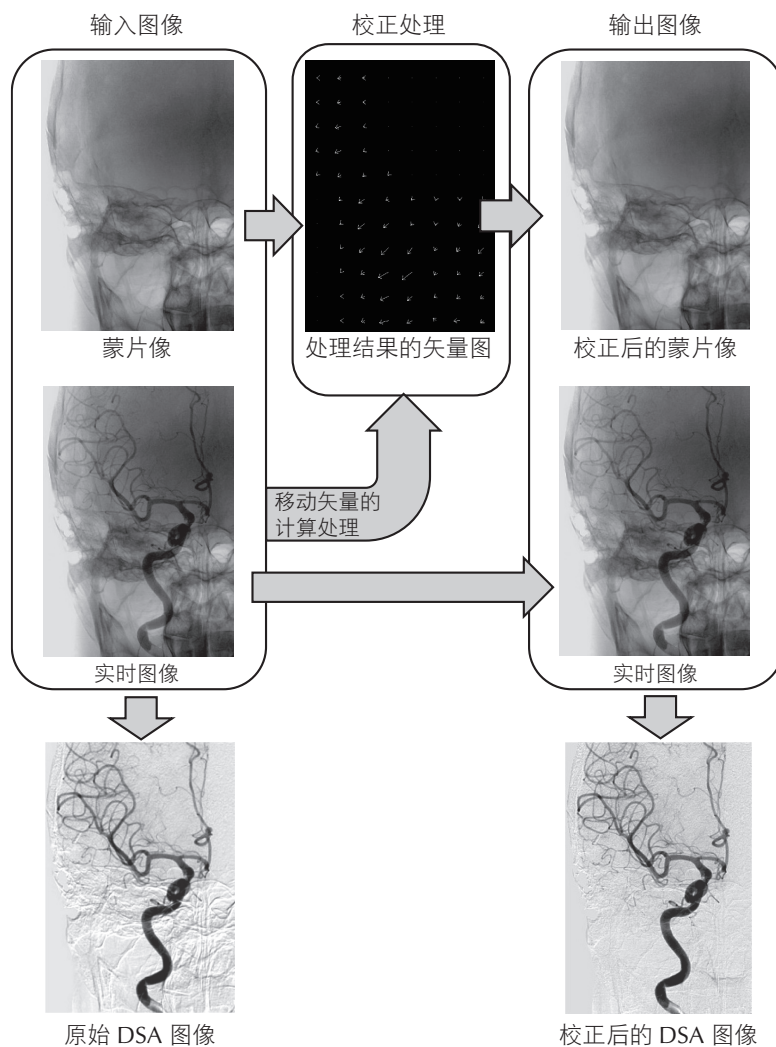 输入图像
校正处理
输出图像
蒙片像
处理结果的矢量图
校正后的蒙片像
移动矢量的
计算处理
实时图像
实时图像
原始 DSA 图像
校正后的 DSA 图像